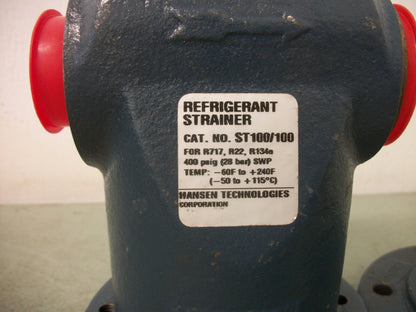 REFRIGERANT
STRAINER
CAT. NO. ST100/100
FOR R717, R22, R134a
400 psig (28 bar) SWP
TEMP: −60F to +240F
(−50 to +115°C)
HANSEN TECHNOLOGIES
CORPORATION